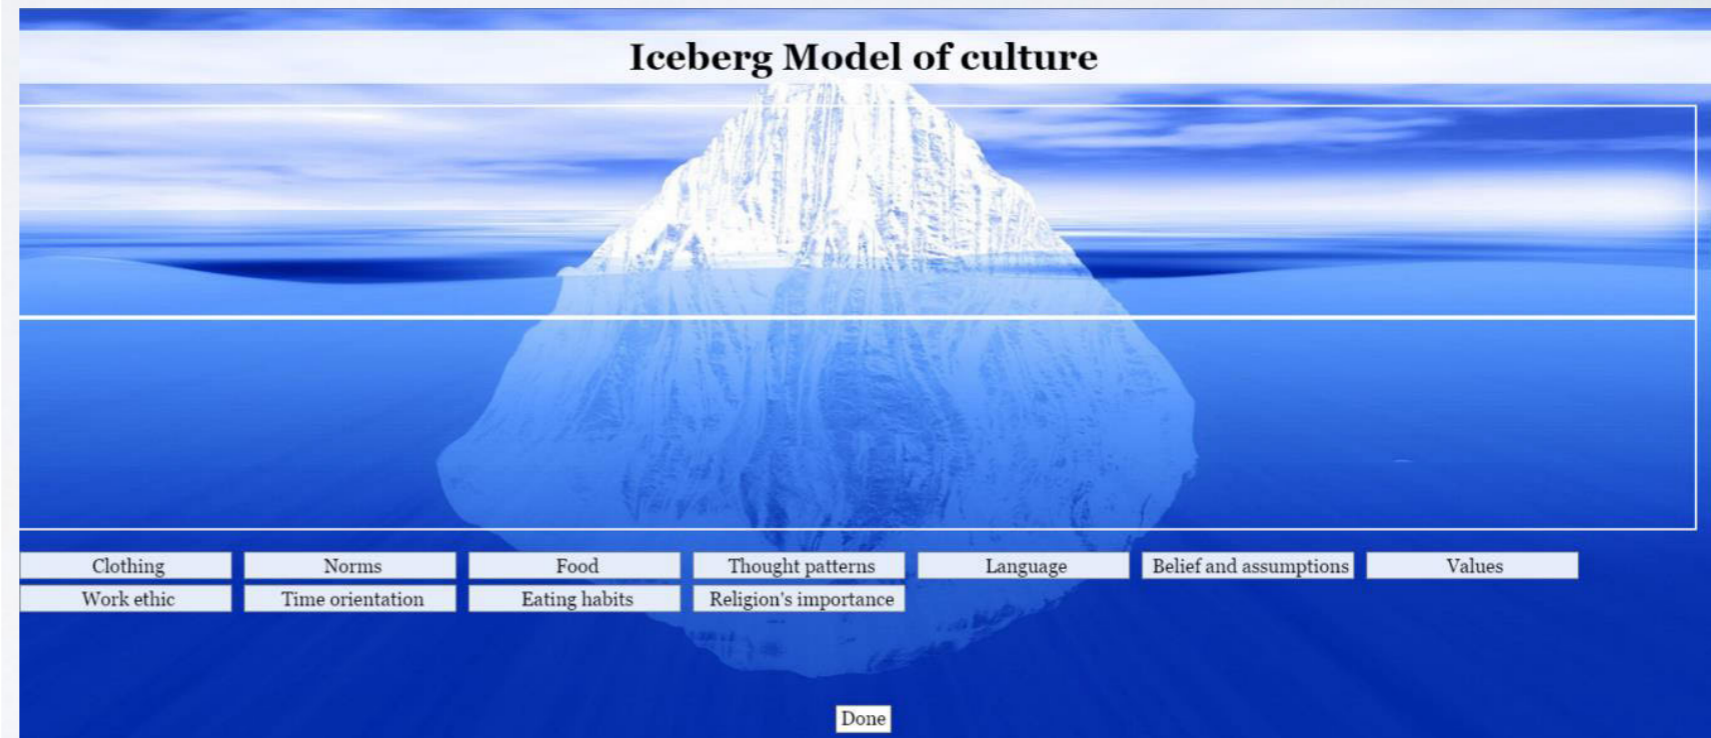 Iceberg Model of culture
Clothing Norms Food Thought patterns Language Belief and assumptions Values
Work ethic Time orientation Eating habits Religion's importance
Done